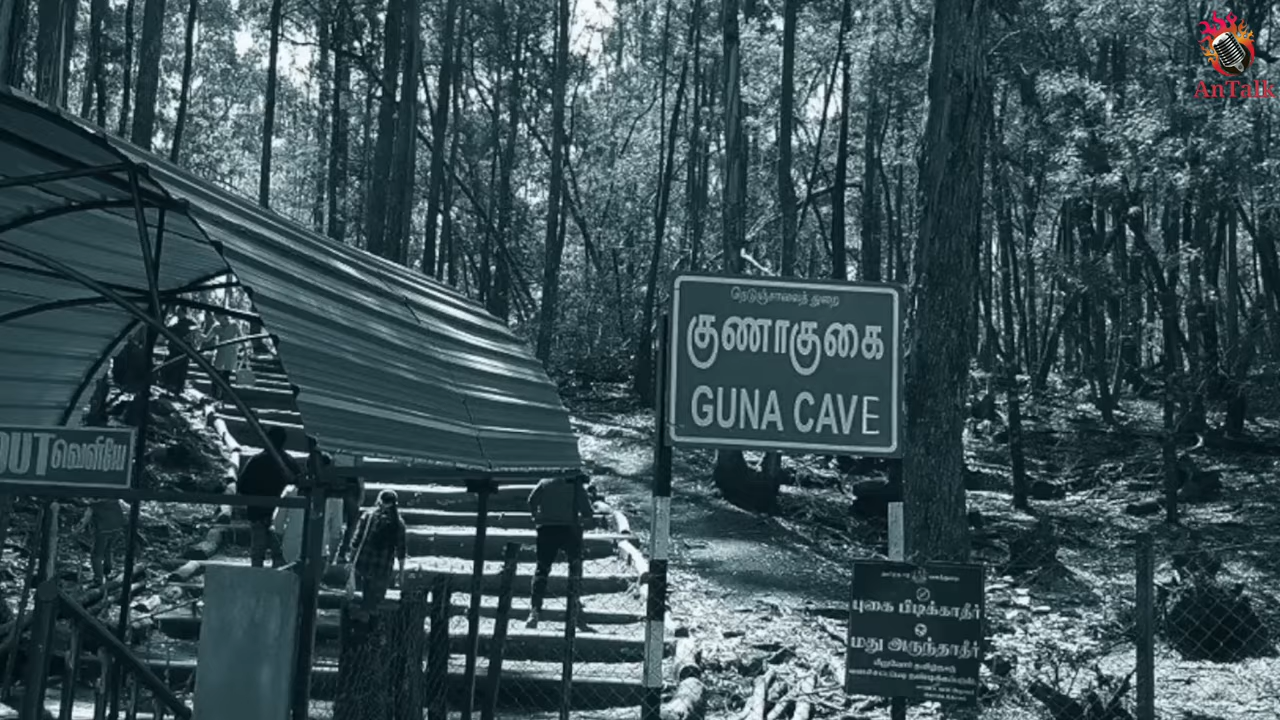 AnTalk
நெடுஞ்சாலைத் துறை
குணாகுகை
GUNA CAVE
OUT வெளியே
புகை பிடிக்காதீர்
மது அருந்தாதீர்